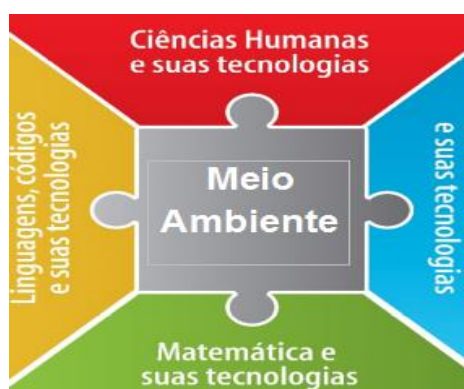 Ciências Humanas
e suas tecnologias
Linguagens, códigos
e suas tecnologias
Meio
Ambiente
e suas tecnologias
Matemática e
suas tecnologias